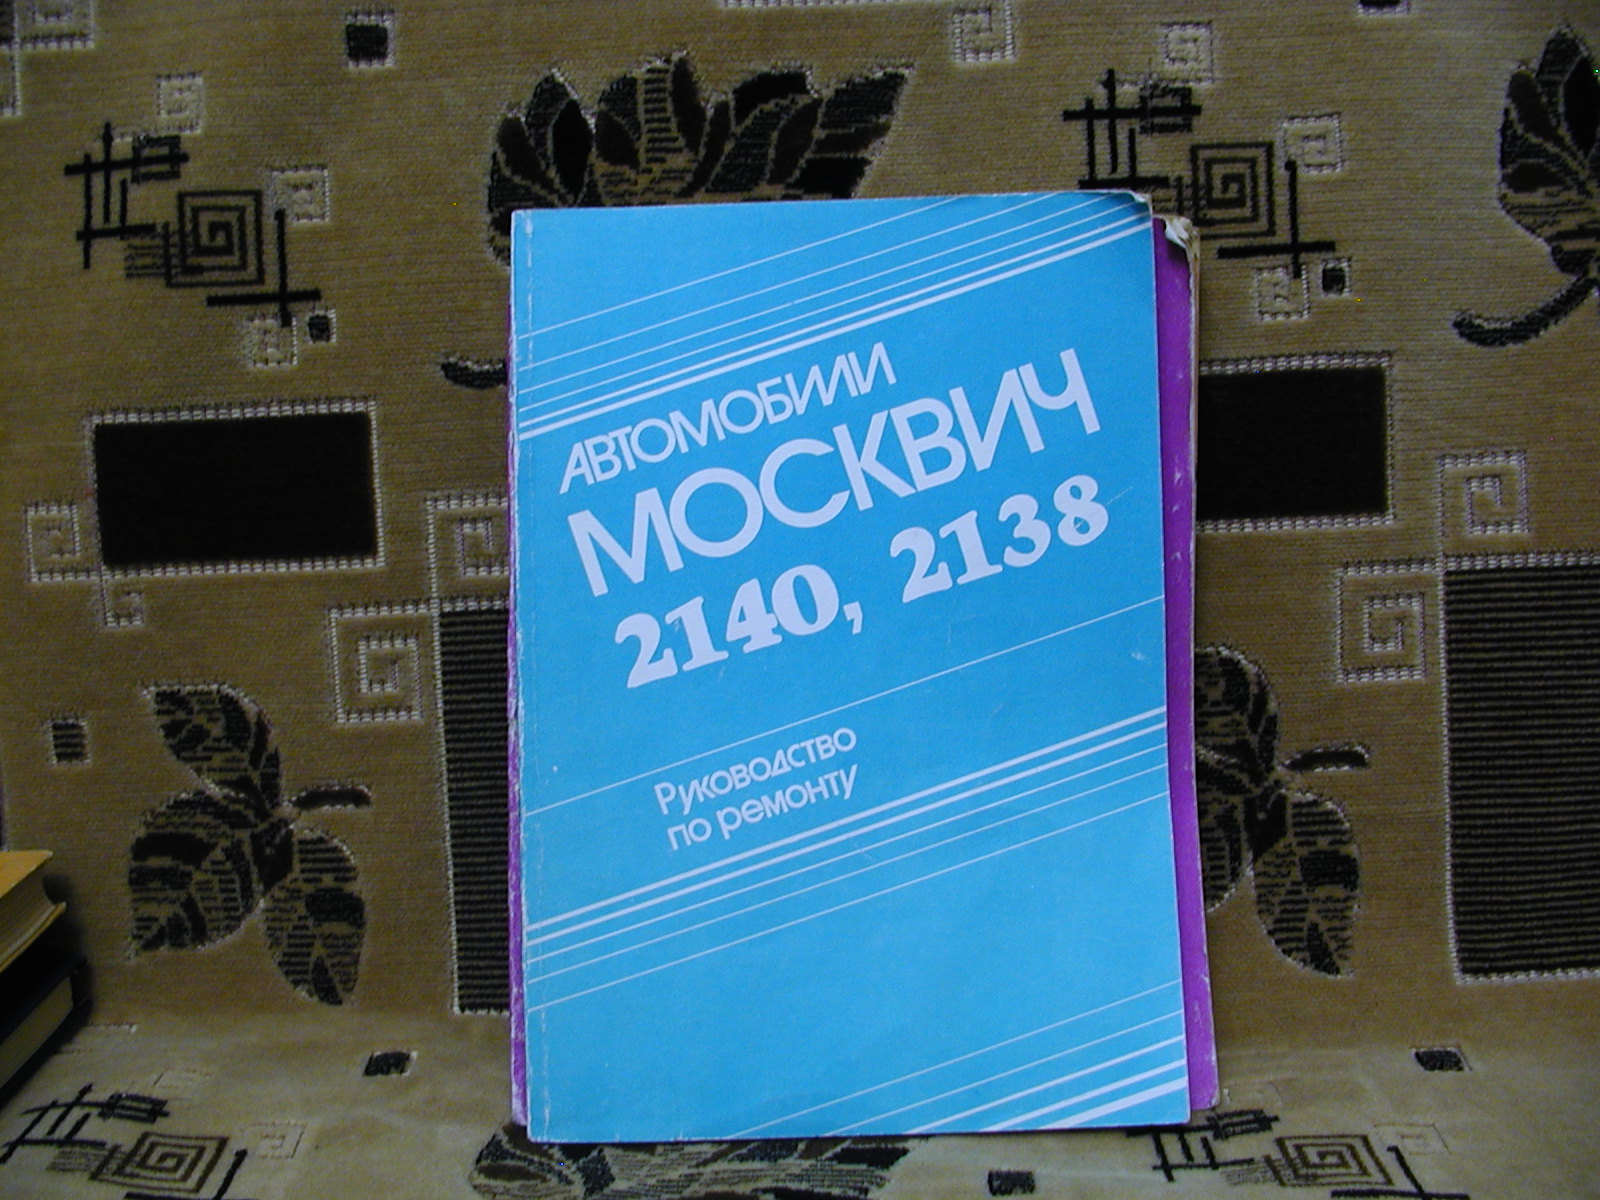 АВТОМОБИЛИ
МОСКВИЧ
2140, 2138
Руководство
по ремонту